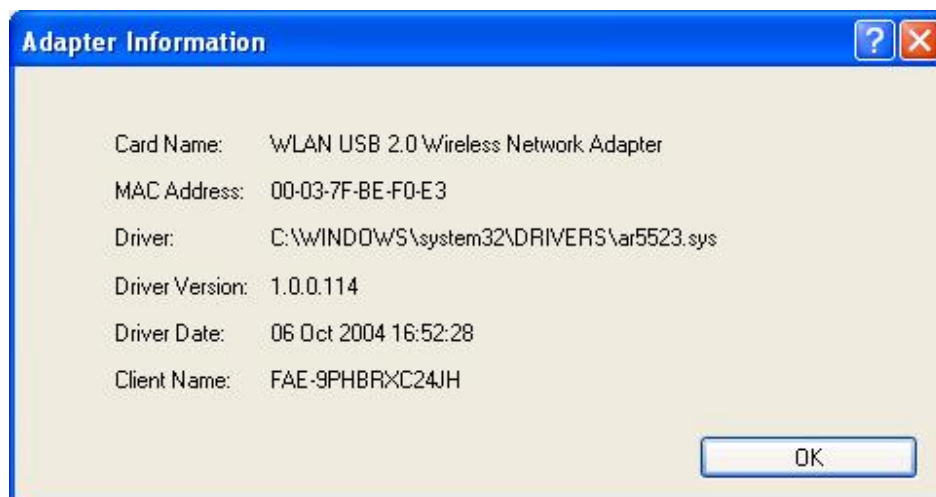 Adapter Information
Card Name: WLAN USB 2.0 Wireless Network Adapter
MAC Address: 00-03-7F-BE-F0-E3
Driver: C:\WINDOWS\system32\DRIVERS\ar5523.sys
Driver Version: 1.0.0.114
Driver Date: 06 Oct 2004 16:52:28
Client Name: FAE-9PHBRXC24JH
OK